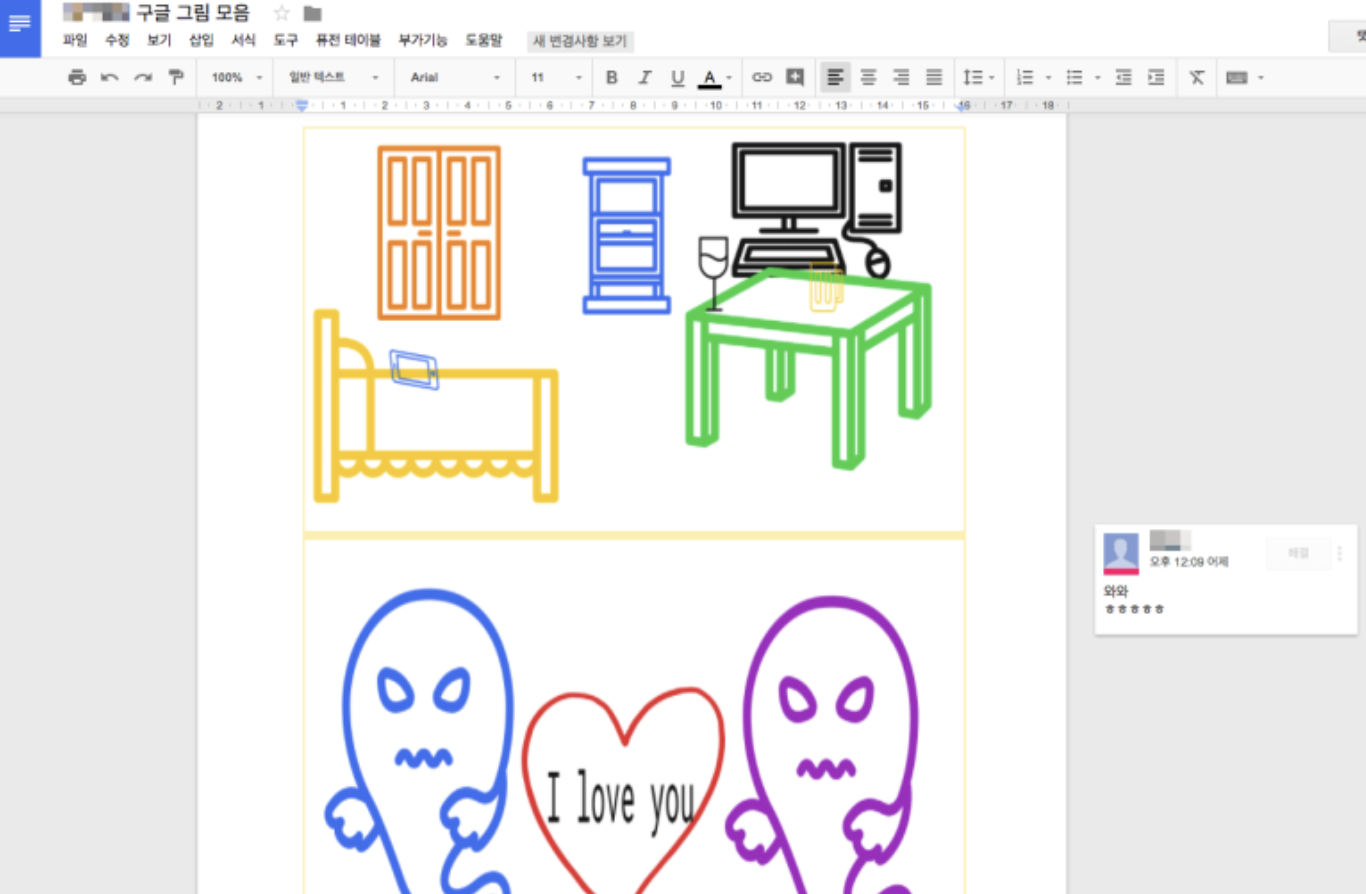 구글 그림 모음
파일 수정 보기 삽입 서식 도구 퓨전 테이블 부가기능 도움말 새 변경사항 보기
100% 일반 텍스트 Arial 11 B I U A
2 1 1 2 3 4 5 6 7 8 9 10 11 12 13 14 15 16 17 18
오후 12:09 어제
해결
와와
ㅎㅎㅎㅎㅎ
I love you